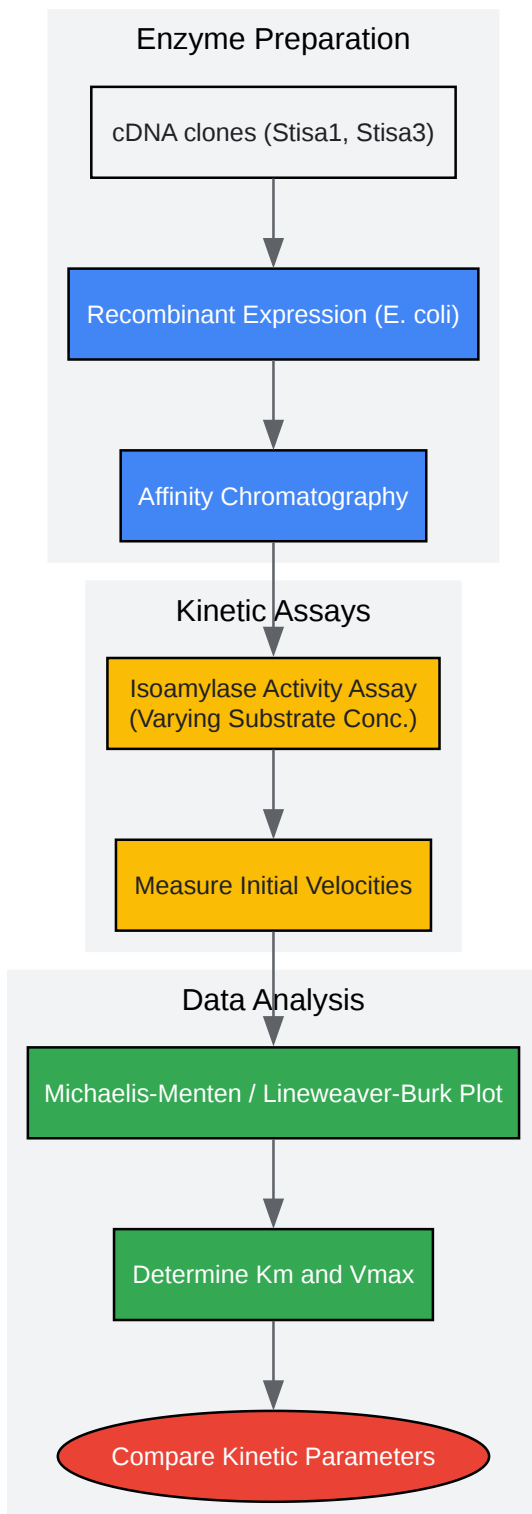 Enzyme Preparation
cDNA clones (Stisa1, Stisa3)
Recombinant Expression (E. coli)
Affinity Chromatography
Kinetic Assays
Isoamylase Activity Assay
(Varying Substrate Conc.)
Measure Initial Velocities
Data Analysis
Michaelis-Menten / Lineweaver-Burk Plot
Determine Km and Vmax
Compare Kinetic Parameters